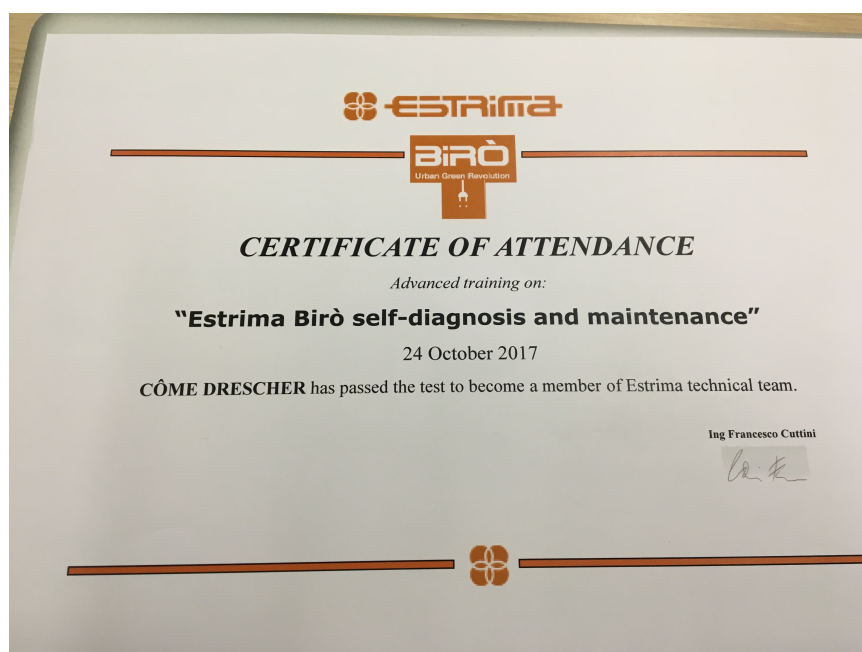 ESTRIMA
BIRÒ
Urban Green Revolution
CERTIFICATE OF ATTENDANCE
Advanced training on:
“Estrima Birò self-diagnosis and maintenance”
24 October 2017
CÔME DRESCHER has passed the test to become a member of Estrima technical team.
Ing Francesco Cuttini